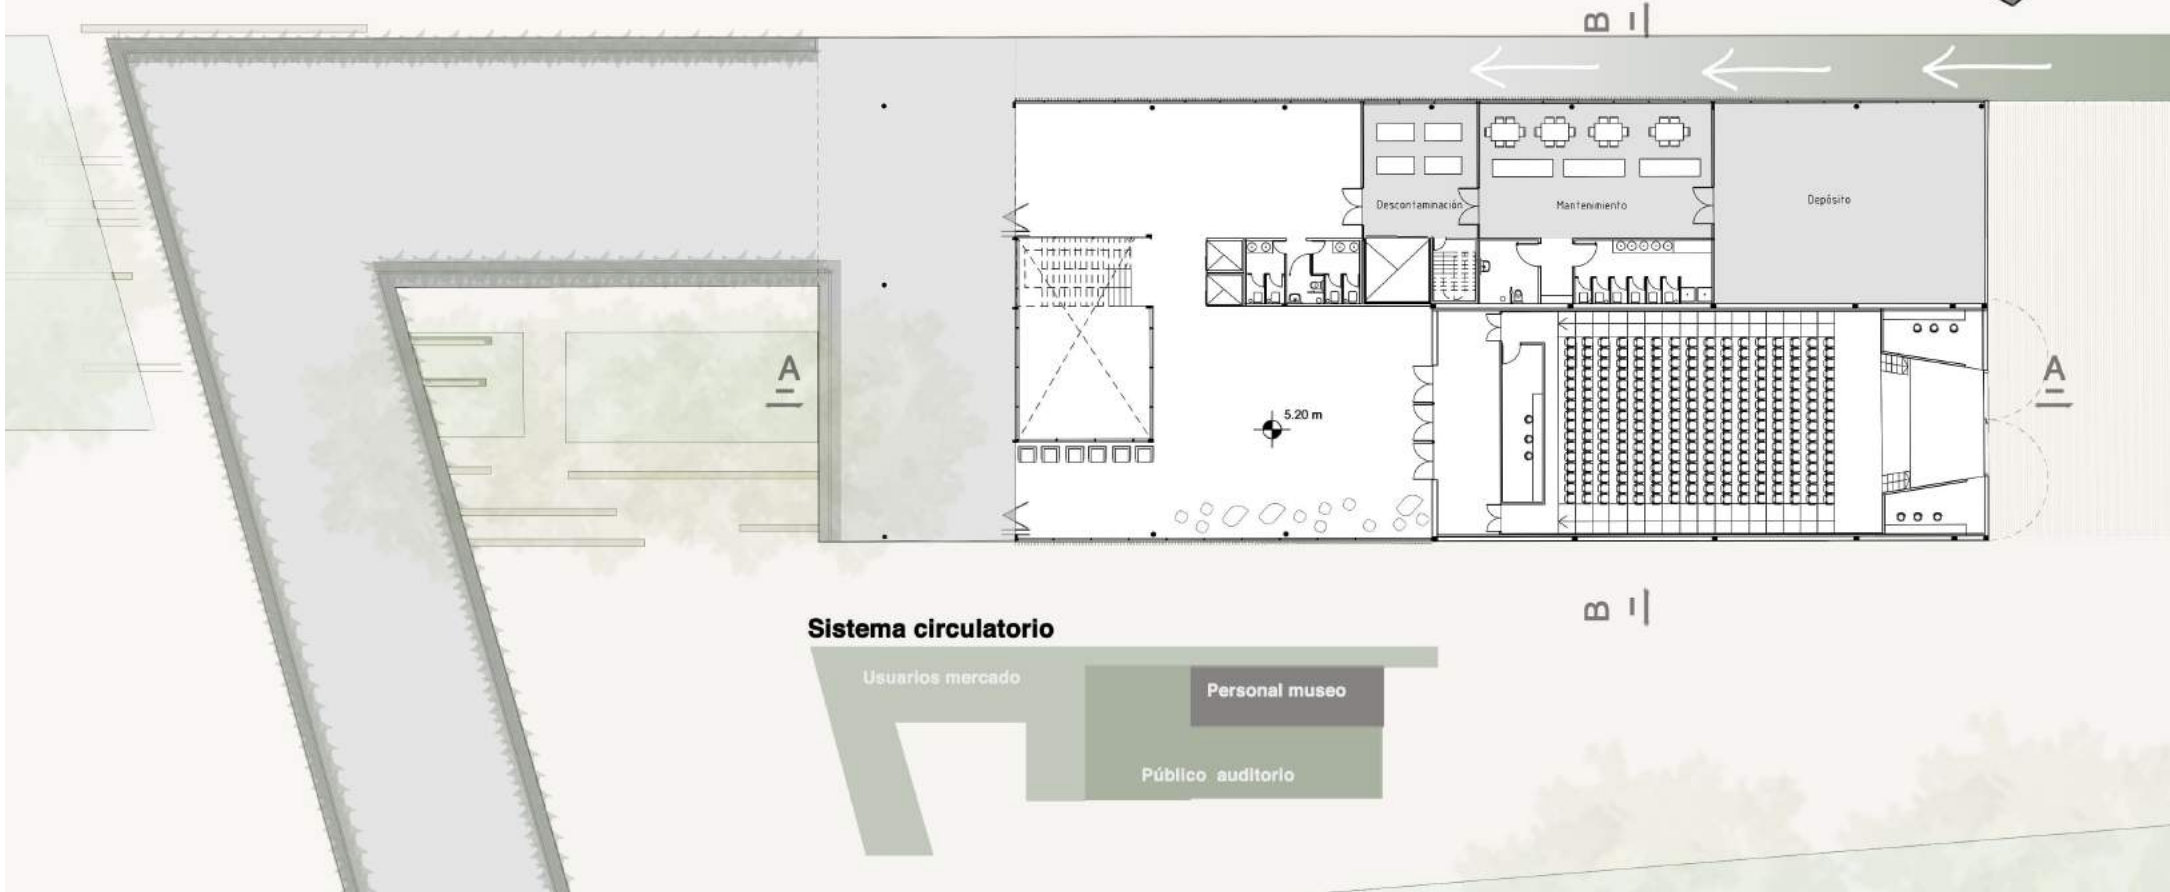 B
Descontaminación
Mantenimiento
Depósito
A
A
5.20 m
B
Sistema circulatorio
Usuarios mercado
Personal museo
Público auditorio